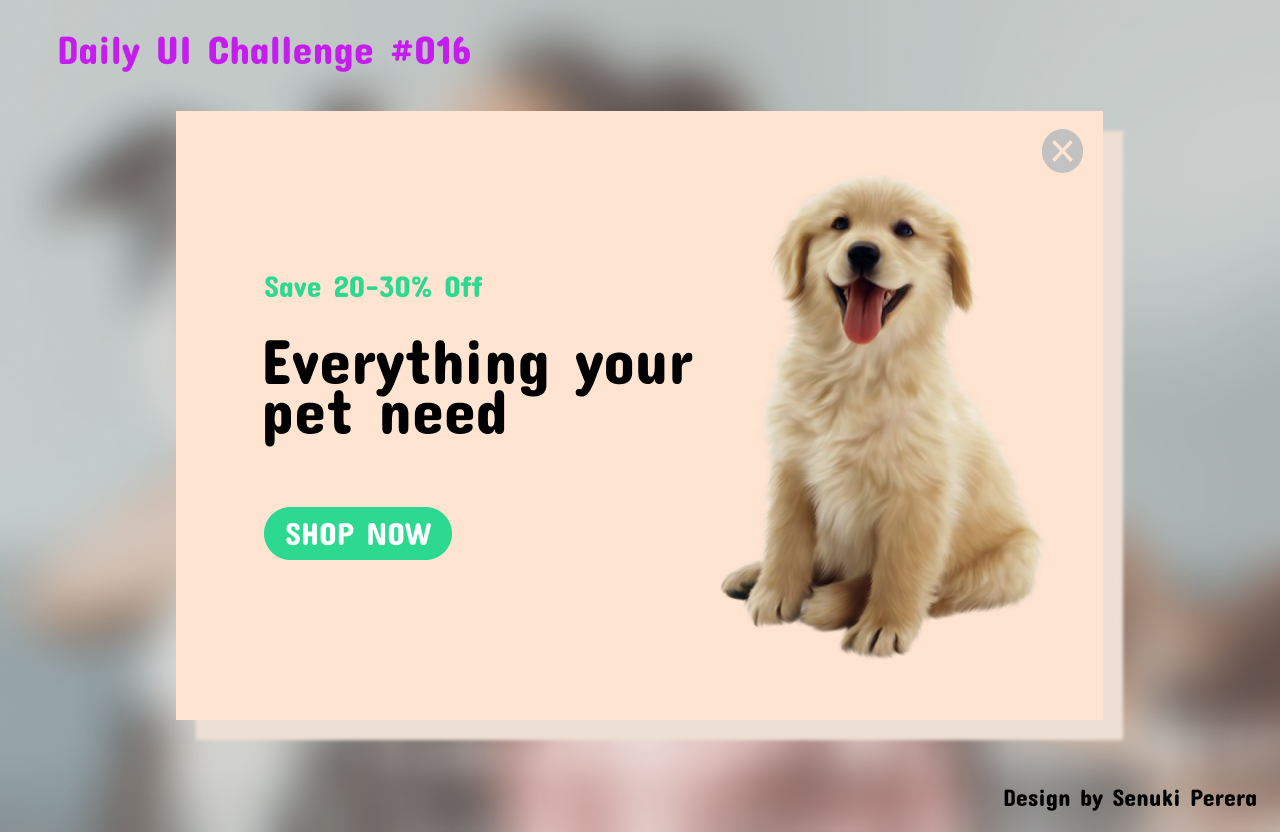 Daily UI Challenge #016
Save 20-30% Off
Everything your
pet need
SHOP NOW
Design by Senuki Perera